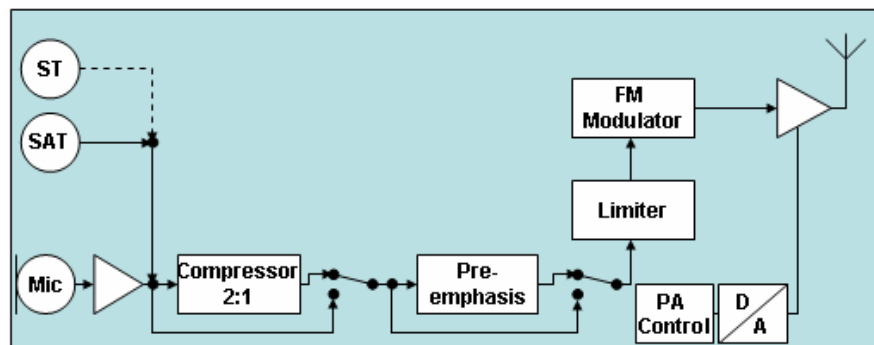 ST
SAT
Mic
Compressor
2:1
Pre-
emphasis
FM
Modulator
Limiter
PA
Control
D
A